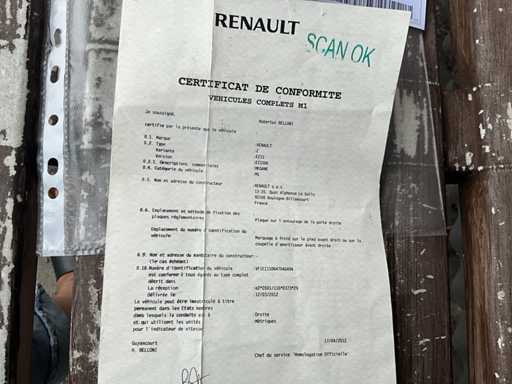 RENAULT
SCAN OK
CERTIFICAT DE CONFORMITE
VEHICULES COMPLETS M1
Je soussigné, Hubertus BELLONI
certifie par la présente que le véhicule
0.1. Marque :RENAULT
0.2. Type :Z
Variante
Version
0.2.1. Dénominations commerciales MEGANE
0.4. Catégorie du véhicule M1
0.5. Nom et adresse du constructeur RENAULT s.a.s
13-15, Quai Alphonse Le Gallo
92100 Boulogne-Billancourt
France
0.6. Emplacement et méthode de fixation des
plaques réglementaires Plaque sur l'entourage de la porte droite
Emplacement du numéro d'identification du
véhicule Marquage à froid sur le pied avant droit ou sur la
coupelle d'amortisseur avant droite
0.9. Nom et adresse du mandataire du constructeur:-
(le cas échéant)
0.10.Numéro d'identification du véhicule
est conforme à tous égards au type complet
décrit dans
La réception
délivrée le 12/03/2012
Le véhicule peut être immatriculé à titre
permanent dans les Etats membres
dans lesquels la conduite est à Droite
et qui utilisent les unités Métriques
pour l'indicateur de vitesse
Guyancourt 17/04/2012
H. BELLONI Chef du service 'Homologation Officielle'